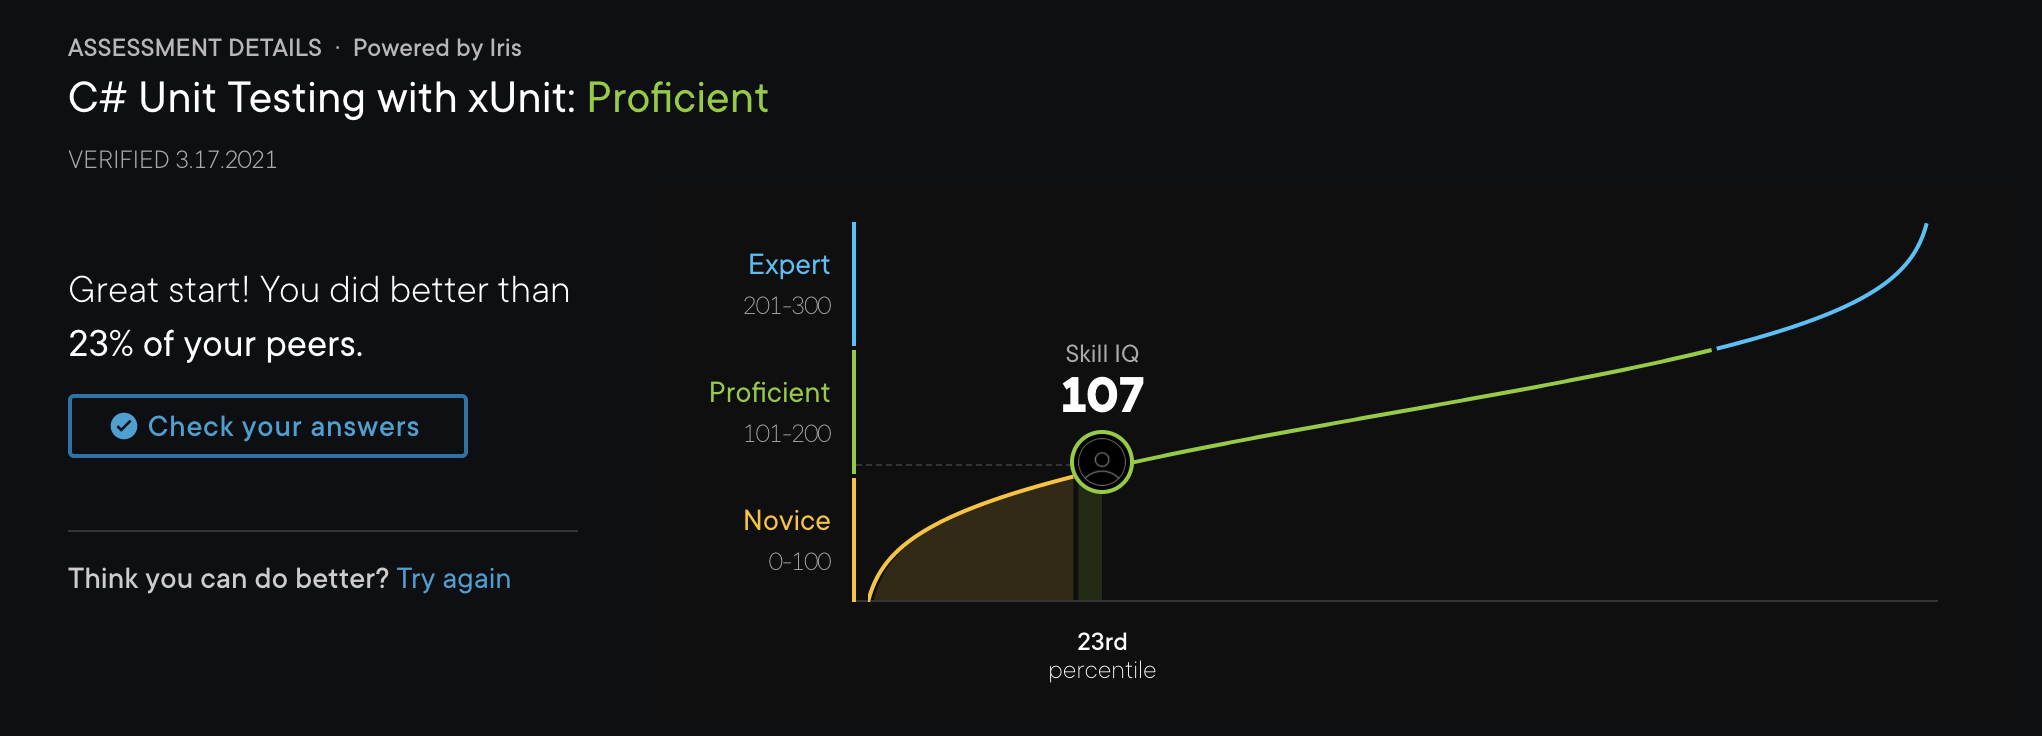 ASSESSMENT DETAILS · Powered by Iris
C# Unit Testing with xUnit: Proficient
VERIFIED 3.17.2021
Great start! You did better than
23% of your peers.
Check your answers
Think you can do better? Try again
Expert
201-300
Proficient
101-200
Novice
0-100
Skill IQ
107
23rd
percentile